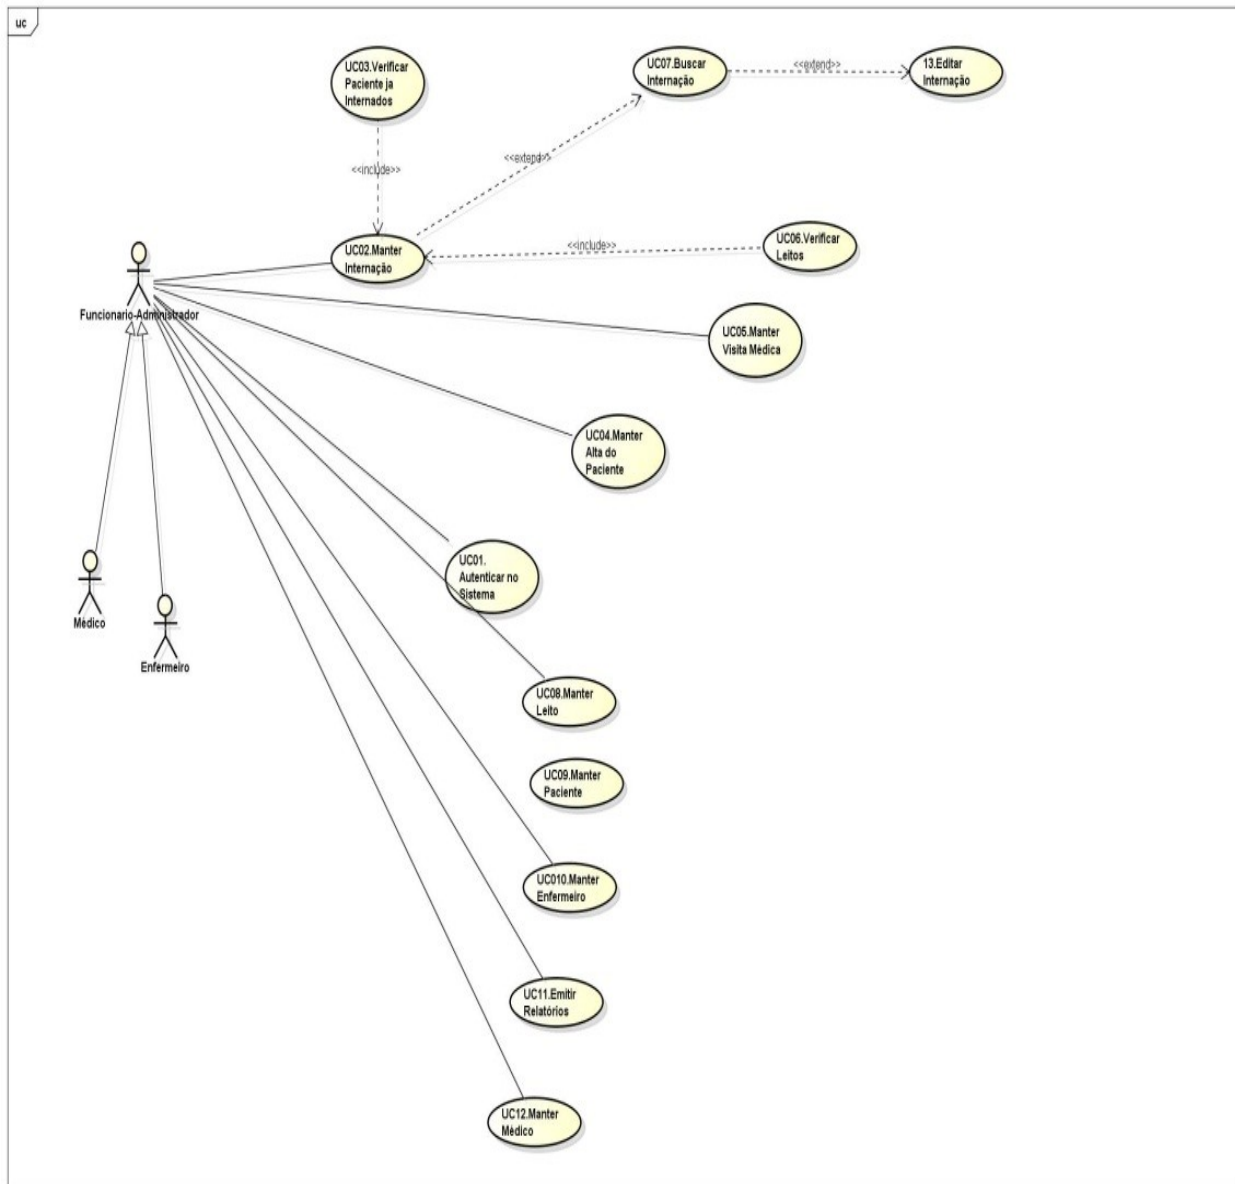 uc
UC03.Verificar
Paciente ja
Internados
UC07.Buscar
Internação
<<extend>>
13.Editar
Internação
<<extend>>
<<include>>
UC02.Manter
Internação
<<include>>
UC06.Verificar
Leitos
Funcionario-Administrador
UC05.Manter
Visita Médica
UC04.Manter
Alta do
Paciente
UC01.
Autenticar no
Sistema
Médico
Enfermeiro
UC08.Manter
Leito
UC09.Manter
Paciente
UC010.Manter
Enfermeiro
UC11.Emitir
Relatórios
UC12.Manter
Médico